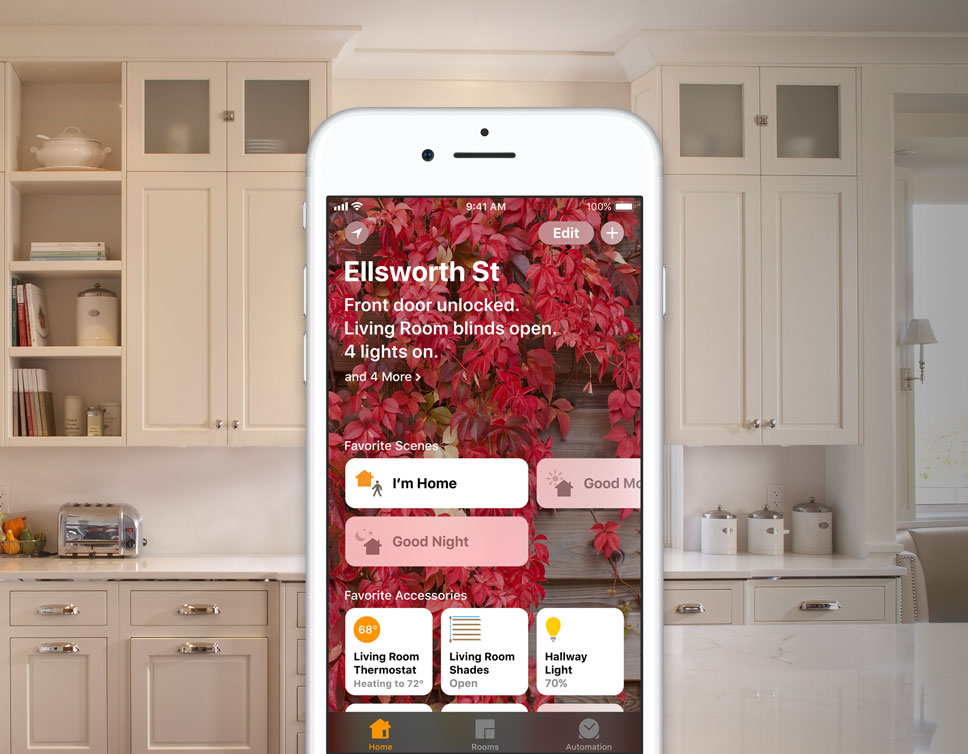 9:41 AM
100%
Edit
Ellsworth St
Front door unlocked.
Living Room blinds open.
4 lights on.
and 4 More >
Favorite Scenes
I'm Home
Good Mo
Good Night
Favorite Accessories
68°
Living Room
Thermostat
Heating to 72°
Living Room
Shades
Open
Hallway
Light
70%
Home
Rooms
Automation